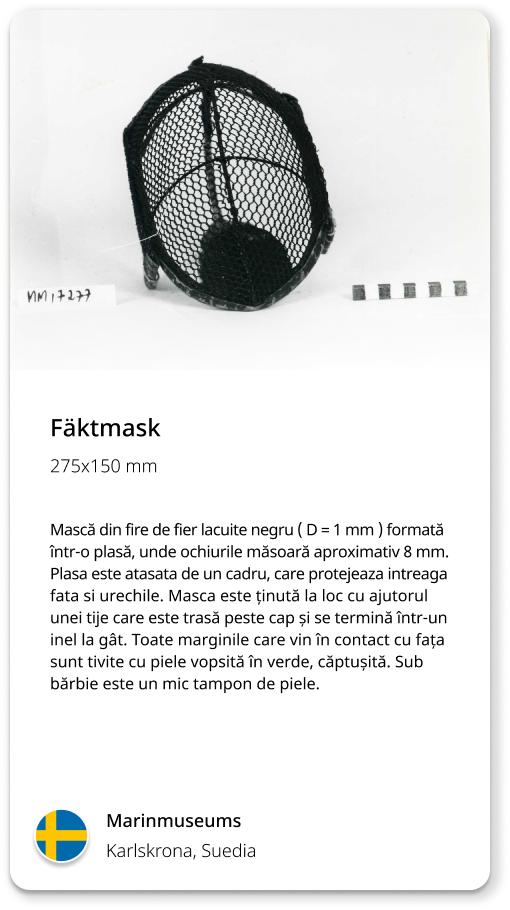 MM 17277
Fäktmask
275x150 mm
Mască din fire de fier lacuite negru ( D = 1 mm ) formată
într-o plasă, unde ochiurile măsoară aproximativ 8 mm.
Plasa este atasata de un cadru, care protejeaza intreaga
fata si urechile. Masca este ținută la loc cu ajutorul
unei tije care este trasă peste cap și se termină într-un
inel la gât. Toate marginile care vin în contact cu fața
sunt tivite cu piele vopsită în verde, căptușită. Sub
bărbie este un mic tampon de piele.
Marinmuseums
Karlskrona, Suedia